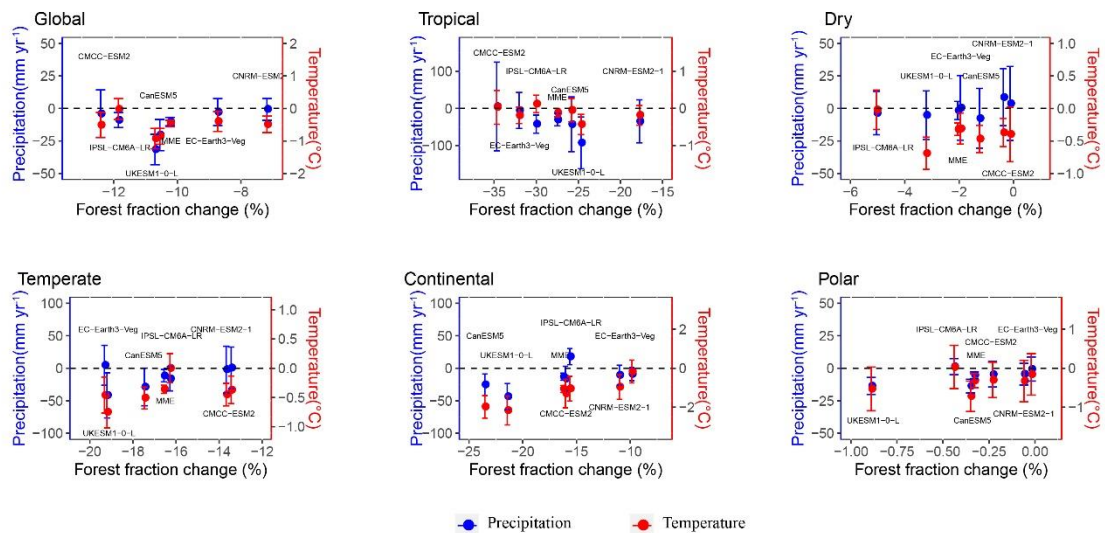 Global
Precipitation(mm yr⁻¹)
50
25
0
−25
−50
CMCC−ESM2
CanESM5
CNRM−ESM2
IPSL−CM6A−LR
MME
EC−Earth3−Veg
UKESM1−0−L
2
1
0
−1
−2
Temperature(°C)
−12
−10
−8
Forest fraction change (%)
Tropical
Precipitation(mm yr⁻¹)
100
0
100
CMCC−ESM2
IPSL−CM6A−LR
CNRM−ESM2−1
CanESM5
MME
EC−Earth3−Veg
UKESM1−0−L
1
0
−1
Temperature(°C)
−35
−30
−25
−20
−15
Forest fraction change (%)
Dry
Precipitation(mm yr⁻¹)
50
25
0
−25
−50
CNRM−ESM2−1
EC−Earth3−Veg
UKESM1−0−L
CanESM5
IPSL−CM6A−LR
MME
CMCC−ESM2
1.0
0.5
0.0
−0.5
−1.0
Temperature(°C)
−6
−4
−2
0
Forest fraction change (%)
Temperate
Precipitation(mm yr⁻¹)
100
50
0
−50
−100
EC−Earth3−Veg
IPSL−CM6A−LR
CNRM−ESM2−1
CanESM5
MME
CMCC−ESM2
UKESM1−0−L
1.0
0.5
0.0
−0.5
−1.0
Temperature(°C)
−20
−18
−16
−14
−12
Forest fraction change (%)
Continental
Precipitation(mm yr⁻¹)
100
50
0
−50
−100
IPSL−CM6A−LR
CanESM5
EC−Earth3−Veg
UKESM1−0−L
MME
CMCC−ESM2
CNRM−ESM2−1
2
0
−2
Temperature(°C)
−25
−20
−15
−10
Forest fraction change (%)
Polar
Precipitation(mm yr⁻¹)
50
25
0
−25
−50
IPSL−CM6A−LR
EC−Earth3−Veg
CMCC−ESM2
MME
UKESM1−0−L
CanESM5
CNRM−ESM2−1
1
0
−1
Temperature(°C)
−1.00
−0.75
−0.50
−0.25
0.00
Forest fraction change (%)
Precipitation
Temperature